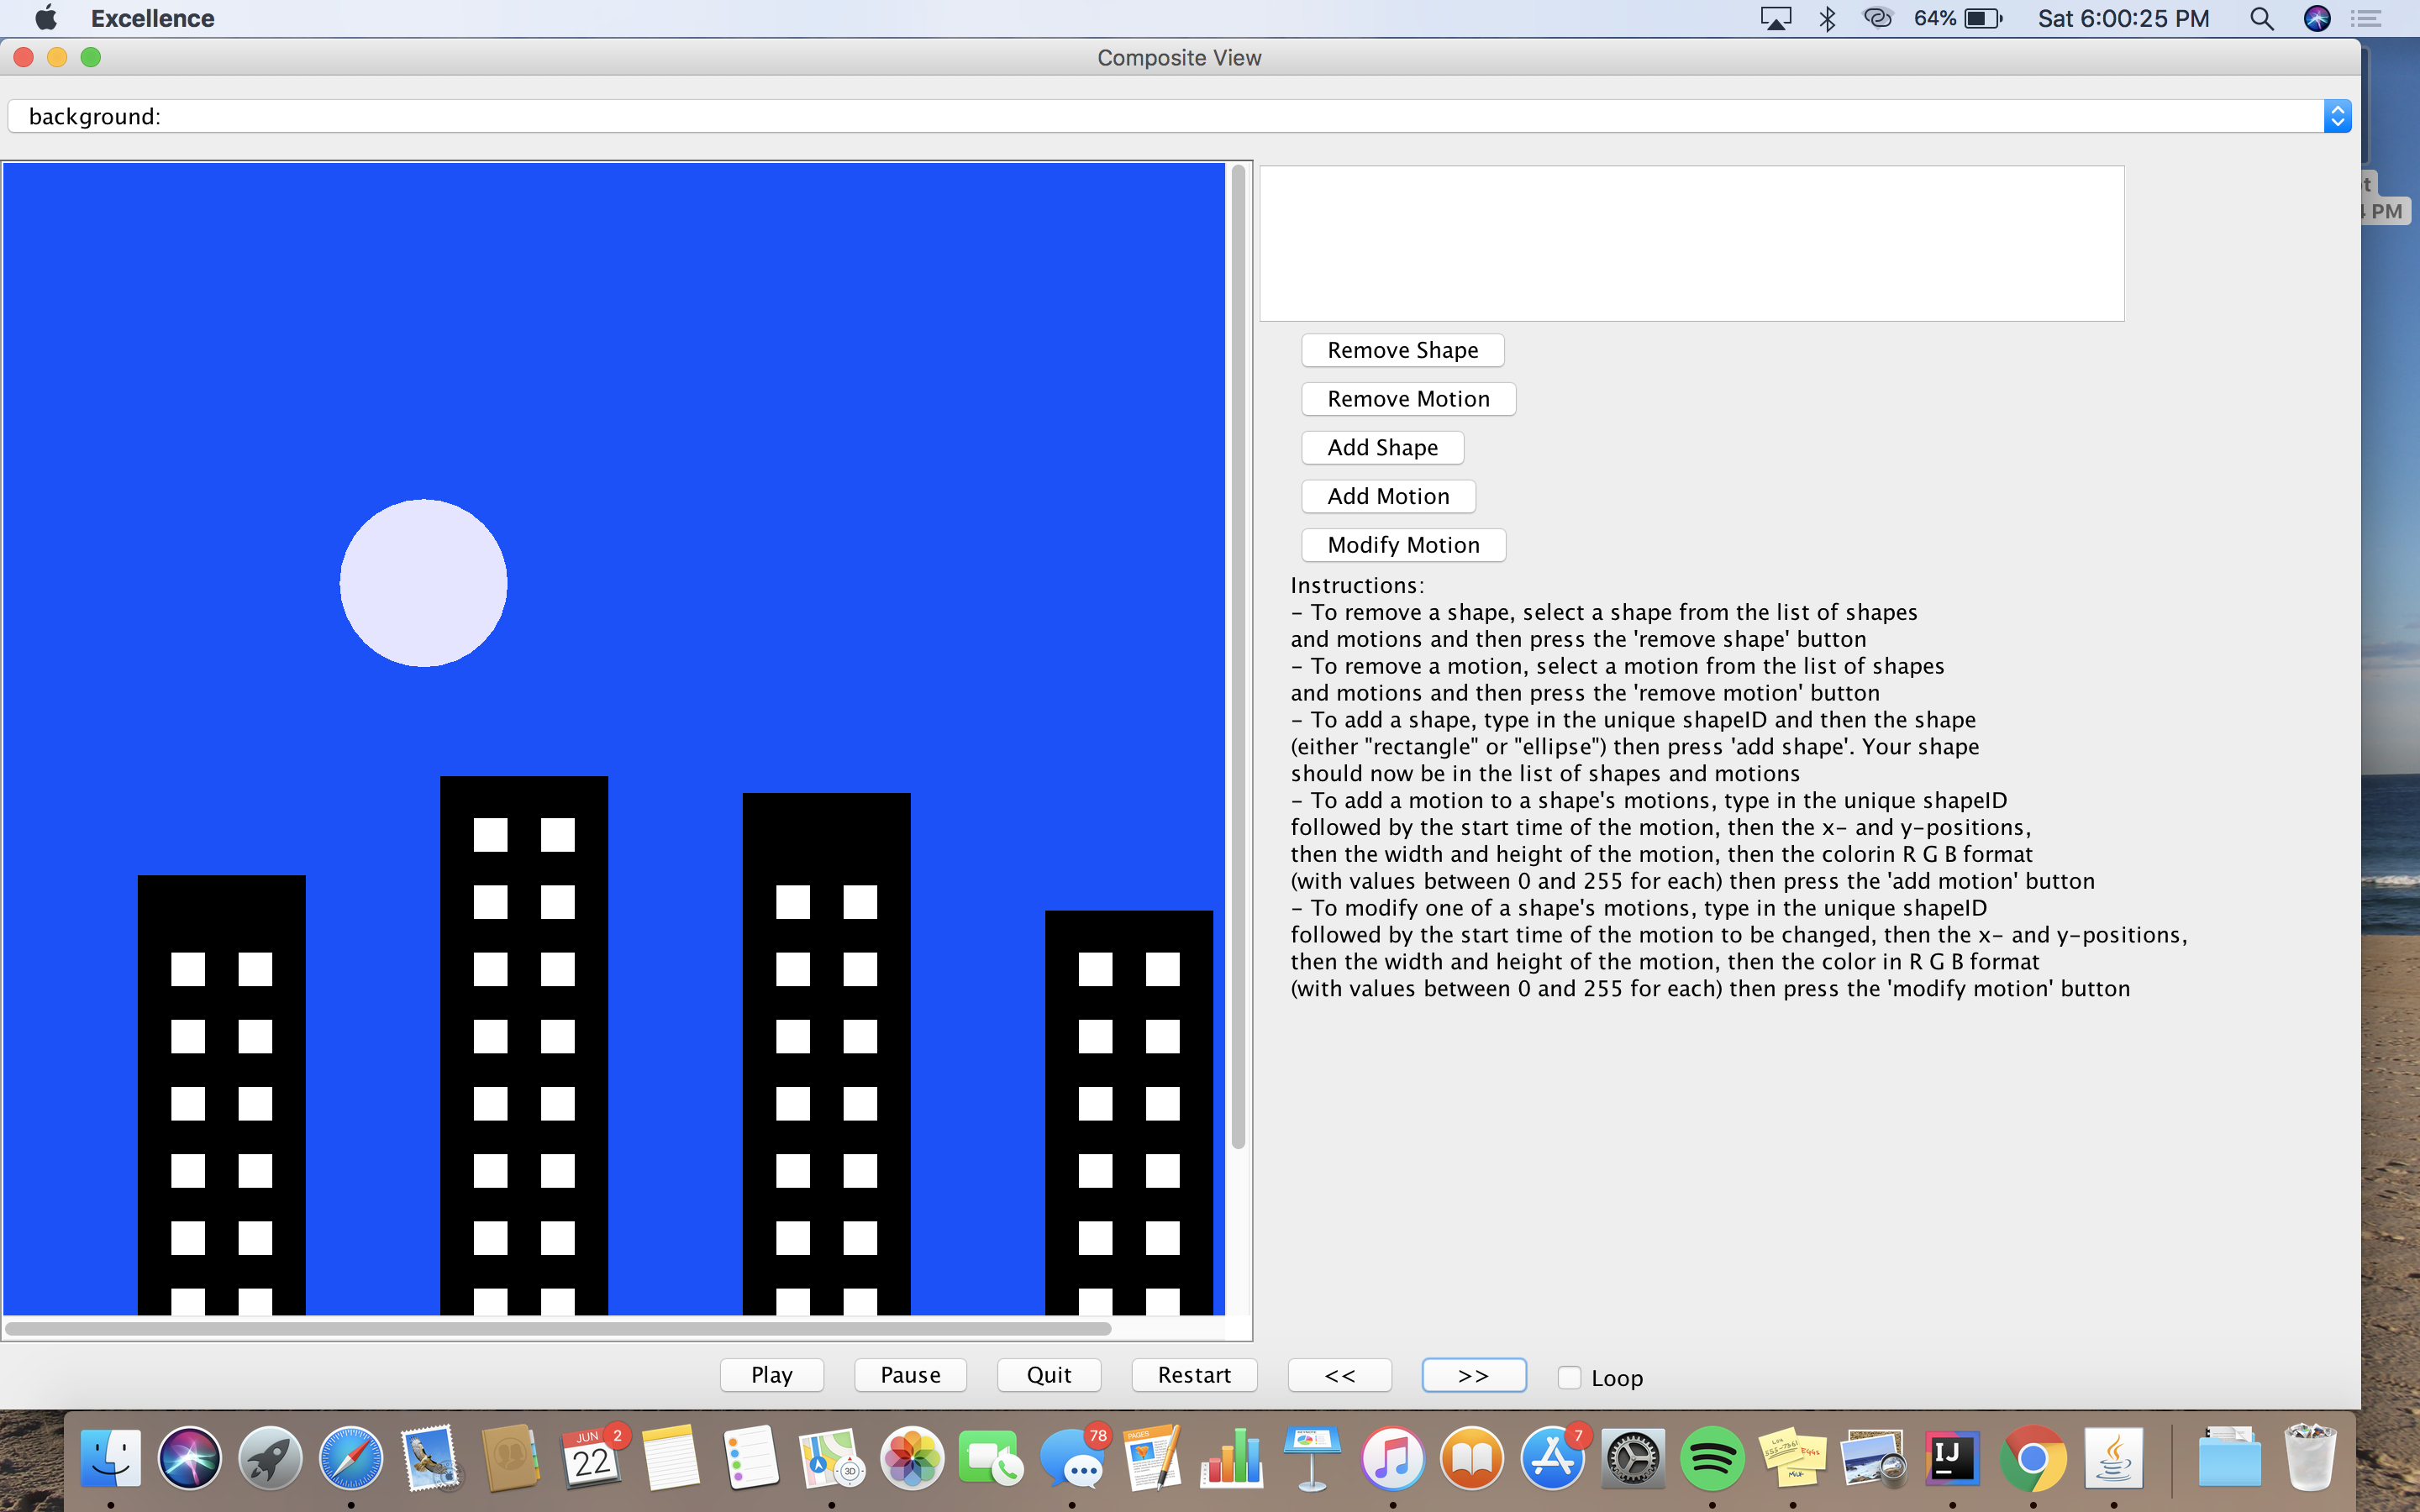 Excellence
64%
Sat 6:00:25 PM
Composite View
background:
PM
Remove Shape
Remove Motion
Add Shape
Add Motion
Modify Motion
Instructions:
- To remove a shape, select a shape from the list of shapes
and motions and then press the 'remove shape' button
- To remove a motion, select a motion from the list of shapes
and motions and then press the 'remove motion' button
- To add a shape, type in the unique shapeID and then the shape
(either "rectangle" or "ellipse") then press 'add shape'. Your shape
should now be in the list of shapes and motions
- To add a motion to a shape's motions, type in the unique shapeID
followed by the start time of the motion, then the x- and y-positions,
then the width and height of the motion, then the colorin R G B format
(with values between 0 and 255 for each) then press the 'add motion' button
- To modify one of a shape's motions, type in the unique shapeID
followed by the start time of the motion to be changed, then the x- and y-positions,
then the width and height of the motion, then the color in R G B format
(with values between 0 and 255 for each) then press the 'modify motion' button
Play
Pause
Quit
Restart
<<
>>
Loop
JUN
2
22
3D
78
PAGES
7
EGGS
MILK
IJ